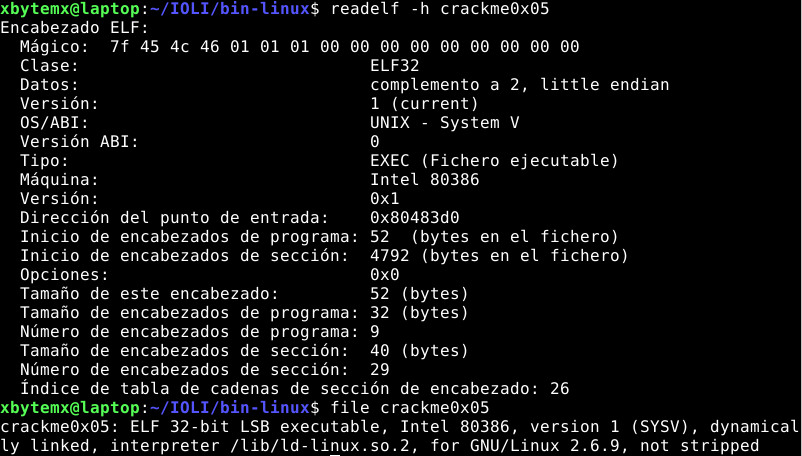 xbytemx@laptop:~/IOLI/bin-linux$ readelf -h crackme0x05
Encabezado ELF:
  Mágico:  7f 45 4c 46 01 01 01 00 00 00 00 00 00 00 00 00
  Clase:                             ELF32
  Datos:                             complemento a 2, little endian
  Versión:                           1 (current)
  OS/ABI:                            UNIX - System V
  Versión ABI:                       0
  Tipo:                              EXEC (Fichero ejecutable)
  Máquina:                           Intel 80386
  Versión:                           0x1
  Dirección del punto de entrada:    0x80483d0
  Inicio de encabezados de programa: 52  (bytes en el fichero)
  Inicio de encabezados de sección:  4792 (bytes en el fichero)
  Opciones:                          0x0
  Tamaño de este encabezado:         52 (bytes)
  Tamaño de encabezados de programa: 32 (bytes)
  Número de encabezados de programa: 9
  Tamaño de encabezados de sección:  40 (bytes)
  Número de encabezados de sección:  29
  Índice de tabla de cadenas de sección de encabezado: 26
xbytemx@laptop:~/IOLI/bin-linux$ file crackme0x05
crackme0x05: ELF 32-bit LSB executable, Intel 80386, version 1 (SYSV), dynamical
ly linked, interpreter /lib/ld-linux.so.2, for GNU/Linux 2.6.9, not stripped